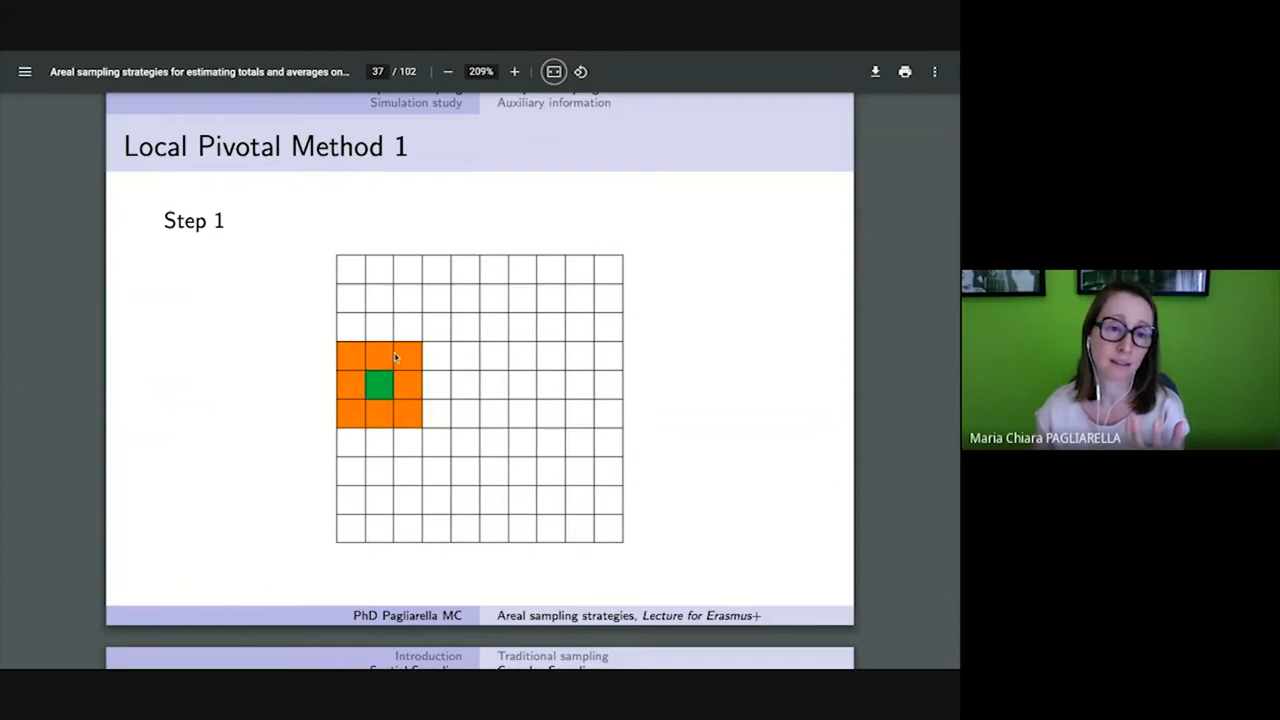 Areal sampling strategies for estimating totals and averages on...
37 / 102
209%
Simulation study
Auxiliary information
Local Pivotal Method 1
Step 1
PhD Pagliarella MC
Areal sampling strategies, Lecture for Erasmus+
Introduction
Traditional sampling
Maria Chiara PAGLIARELLA